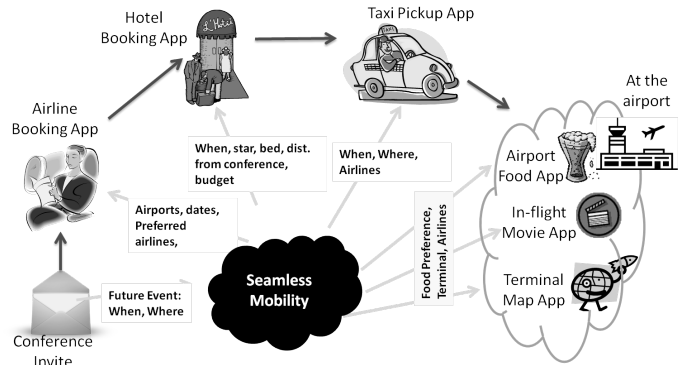 Hotel
Booking App
L'Hotel
Taxi Pickup App
TAXI
At the
airport
Airline
Booking App
When, star, bed, dist.
from conference,
budget
When, Where,
Airlines
Airport
Food App
Airports, dates,
Preferred
airlines,
Food Preference,
Terminal, Airlines
In-flight
Movie App
Seamless
Mobility
Terminal
Map App
Future Event:
When, Where
Conference
Invite